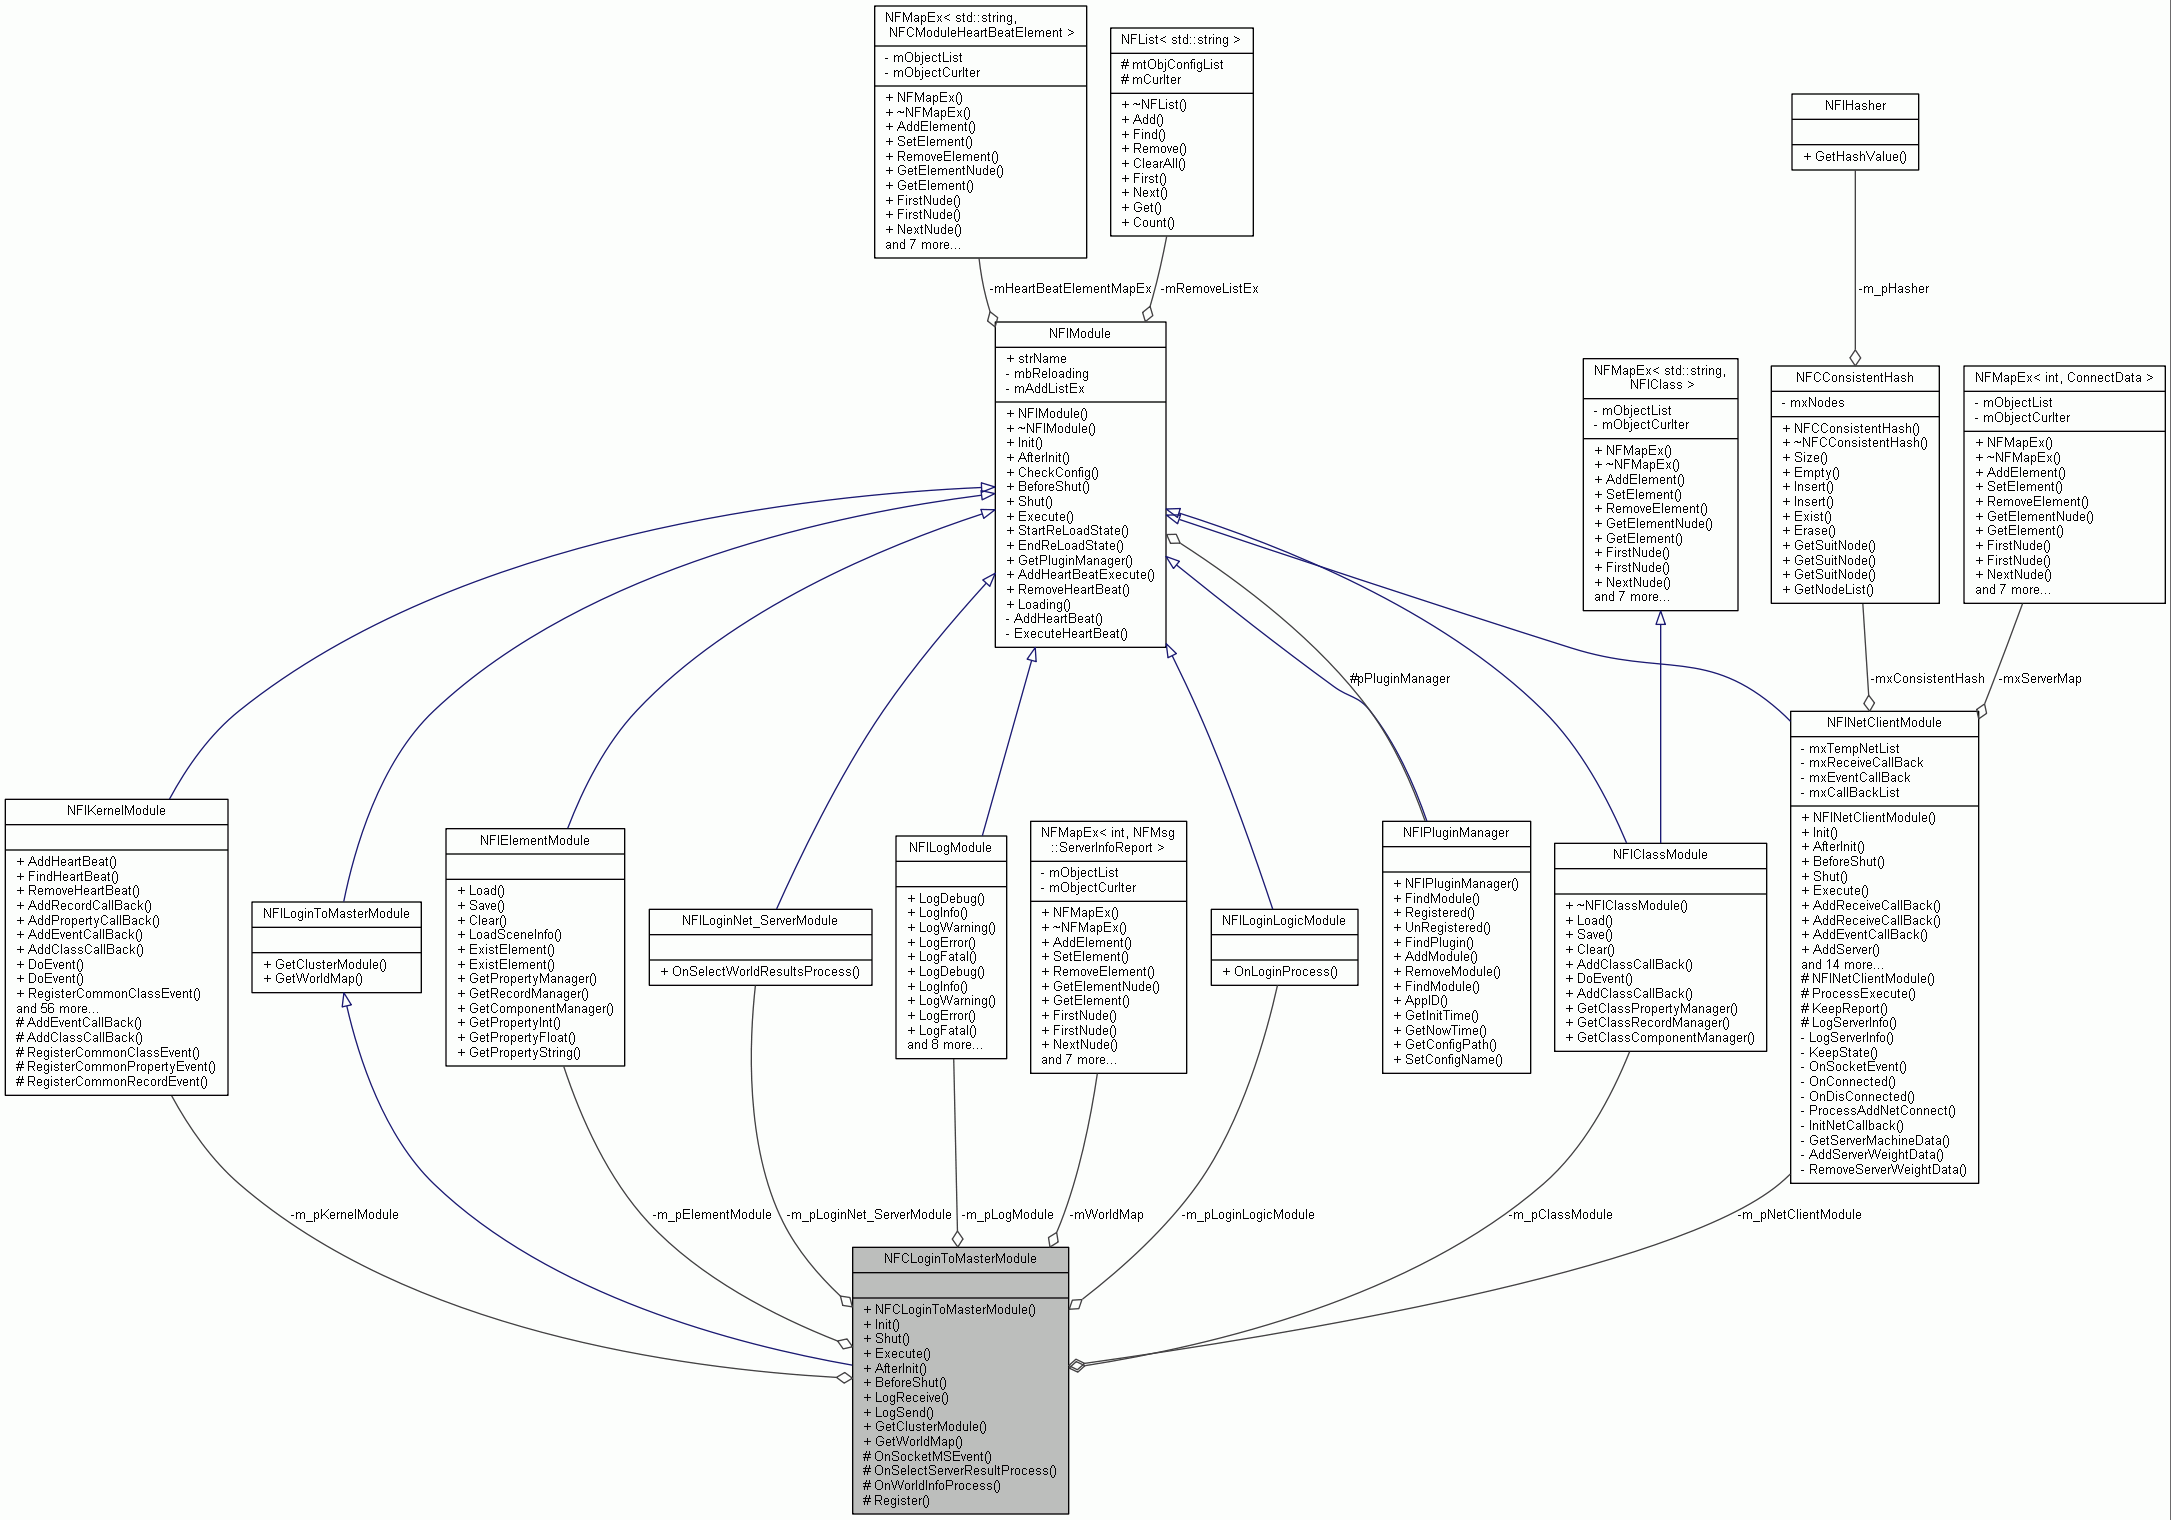 NFMapEx< std::string,
NFCModuleHeartBeatElement >
- mObjectList
- mObjectCurIter
+ NFMapEx()
+ ~NFMapEx()
+ AddElement()
+ SetElement()
+ RemoveElement()
+ GetElementNude()
+ GetElement()
+ FirstNude()
+ FirstNude()
+ NextNude()
and 7 more...
NFList< std::string >
# mtObjConfigList
# mCurIter
+ ~NFList()
+ Add()
+ Find()
+ Remove()
+ ClearAll()
+ First()
+ Next()
+ Get()
+ Count()
NFIHasher
+ GetHashValue()
-mHeartBeatElementMapEx
-mRemoveListEx
-m_pHasher
NFIModule
+ strName
- mbReloading
- mAddListEx
+ NFIModule()
+ ~NFIModule()
+ Init()
+ AfterInit()
+ CheckConfig()
+ BeforeShut()
+ Shut()
+ Execute()
+ StartReLoadState()
+ EndReLoadState()
+ GetPluginManager()
+ AddHeartBeatExecute()
+ RemoveHeartBeat()
+ Loading()
- AddHeartBeat()
- ExecuteHeartBeat()
NFMapEx< std::string,
NFIClass >
- mObjectList
- mObjectCurIter
+ NFMapEx()
+ ~NFMapEx()
+ AddElement()
+ SetElement()
+ RemoveElement()
+ GetElementNude()
+ GetElement()
+ FirstNude()
+ FirstNude()
+ NextNude()
and 7 more...
NFCConsistentHash
- mxNodes
+ NFCConsistentHash()
+ ~NFCConsistentHash()
+ Size()
+ Empty()
+ Insert()
+ Insert()
+ Exist()
+ Erase()
+ GetSuitNode()
+ GetSuitNode()
+ GetSuitNode()
+ GetNodeList()
NFMapEx< int, ConnectData >
- mObjectList
- mObjectCurIter
+ NFMapEx()
+ ~NFMapEx()
+ AddElement()
+ SetElement()
+ RemoveElement()
+ GetElementNude()
+ GetElement()
+ FirstNude()
+ FirstNude()
+ NextNude()
and 7 more...
#pPluginManager
-mxConsistentHash
-mxServerMap
NFIKernelModule
+ AddHeartBeat()
+ FindHeartBeat()
+ RemoveHeartBeat()
+ AddRecordCallBack()
+ AddPropertyCallBack()
+ AddEventCallBack()
+ AddClassCallBack()
+ DoEvent()
+ DoEvent()
+ RegisterCommonClassEvent()
and 56 more...
# AddEventCallBack()
# AddClassCallBack()
# RegisterCommonClassEvent()
# RegisterCommonPropertyEvent()
# RegisterCommonRecordEvent()
NFILoginToMasterModule
+ GetClusterModule()
+ GetWorldMap()
NFIElementModule
+ Load()
+ Save()
+ Clear()
+ LoadSceneInfo()
+ ExistElement()
+ ExistElement()
+ GetPropertyManager()
+ GetRecordManager()
+ GetComponentManager()
+ GetPropertyInt()
+ GetPropertyFloat()
+ GetPropertyString()
NFILoginNet_ServerModule
+ OnSelectWorldResultsProcess()
NFILogModule
+ LogDebug()
+ LogInfo()
+ LogWarning()
+ LogError()
+ LogFatal()
+ LogDebug()
+ LogInfo()
+ LogWarning()
+ LogError()
+ LogFatal()
and 8 more...
NFMapEx< int, NFMsg
::ServerInfoReport >
- mObjectList
- mObjectCurIter
+ NFMapEx()
+ ~NFMapEx()
+ AddElement()
+ SetElement()
+ RemoveElement()
+ GetElementNude()
+ GetElement()
+ FirstNude()
+ FirstNude()
+ NextNude()
and 7 more...
NFILoginLogicModule
+ OnLoginProcess()
NFIPluginManager
+ NFIPluginManager()
+ FindModule()
+ Registered()
+ UnRegistered()
+ FindPlugin()
+ AddModule()
+ RemoveModule()
+ FindModule()
+ AppID()
+ GetInitTime()
+ GetNowTime()
+ GetConfigPath()
+ SetConfigName()
NFIClassModule
+ ~NFIClassModule()
+ Load()
+ Save()
+ Clear()
+ AddClassCallBack()
+ DoEvent()
+ AddClassCallBack()
+ GetClassPropertyManager()
+ GetClassRecordManager()
+ GetClassComponentManager()
NFINetClientModule
- mxTempNetList
- mxReceiveCallBack
- mxEventCallBack
- mxCallBackList
+ NFINetClientModule()
+ Init()
+ AfterInit()
+ BeforeShut()
+ Shut()
+ Execute()
+ AddReceiveCallBack()
+ AddReceiveCallBack()
+ AddEventCallBack()
+ AddServer()
and 14 more...
# NFINetClientModule()
# ProcessExecute()
# KeepReport()
# LogServerInfo()
- LogServerInfo()
- KeepState()
- OnSocketEvent()
- OnConnected()
- OnDisConnected()
- ProcessAddNetConnect()
- InitNetCallback()
- GetServerMachineData()
- AddServerWeightData()
- RemoveServerWeightData()
-m_pKernelModule
-m_pElementModule
-m_pLoginNet_ServerModule
-m_pLogModule
-mWorldMap
-m_pLoginLogicModule
-m_pClassModule
-m_pNetClientModule
NFCLoginToMasterModule
+ NFCLoginToMasterModule()
+ Init()
+ Shut()
+ Execute()
+ AfterInit()
+ BeforeShut()
+ LogReceive()
+ LogSend()
+ GetClusterModule()
+ GetWorldMap()
# OnSocketMSEvent()
# OnSelectServerResultProcess()
# OnWorldInfoProcess()
# Register()